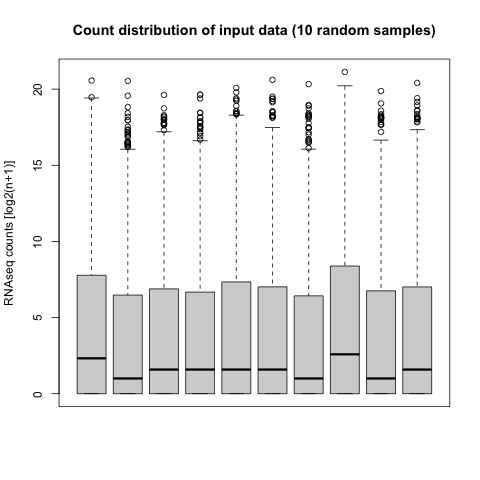 Count distribution of input data (10 random samples)
RNAseq counts [log2(n+1)]
20
15
10
5
0